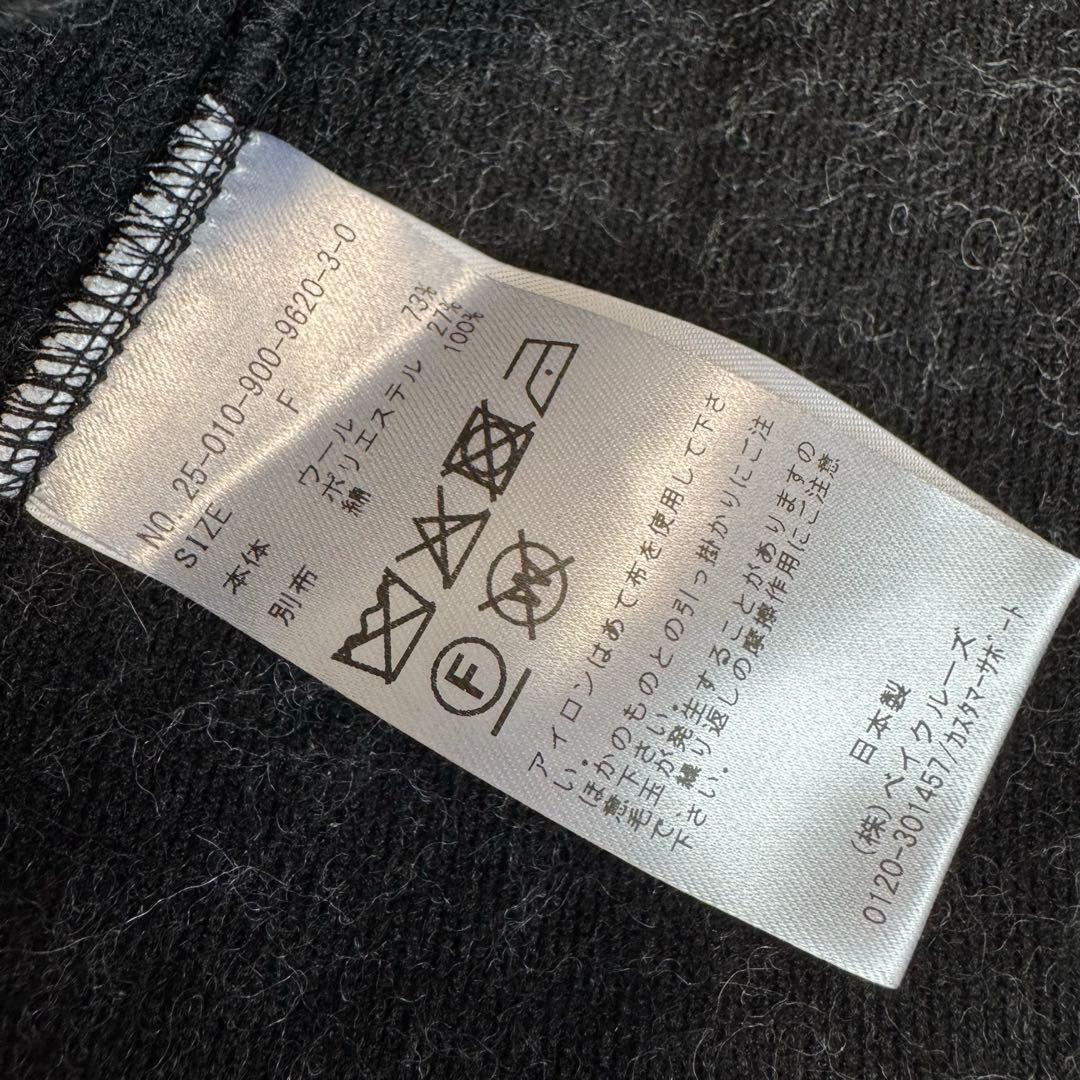 NO. 25-010-900-9620-3-0
SIZE F
本体 ウール 73%
ポリエステル 27%
別布 綿 100%
F
W
アイロンはあて布を使用して下さ
い・
ほかのものとの引っ掛かりにご注
意下さい・
毛玉が発生することがありますの
で、繰り返しの摩擦作用にご注意
下さい・
日本製
(株)ベイクルーズ
0120-301457/カスタマーサポート